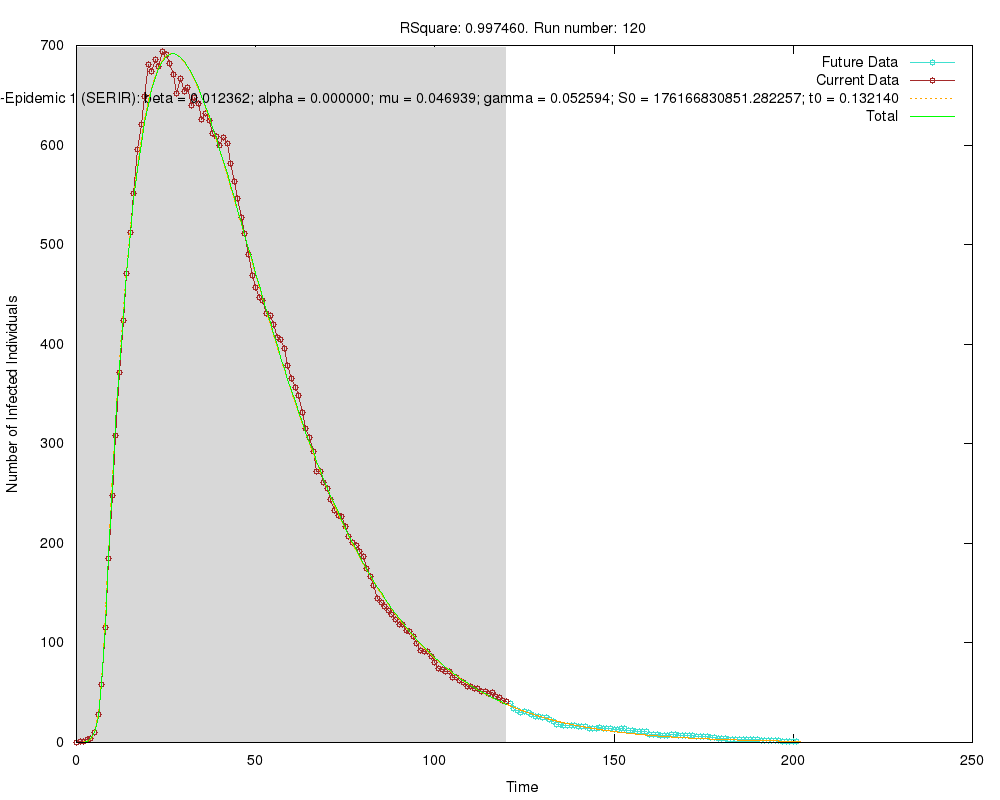 RSquare: 0.997460. Run number: 120
700
600
500
400
300
200
100
0
0
50
100
150
200
250
Number of Infected Individuals
Time
Future Data
Current Data
-Epidemic 1 (SERIR): beta = 0.012362; alpha = 0.000000; mu = 0.046939; gamma = 0.052594; S0 = 176166830851.282257; t0 = 0.132140
Total